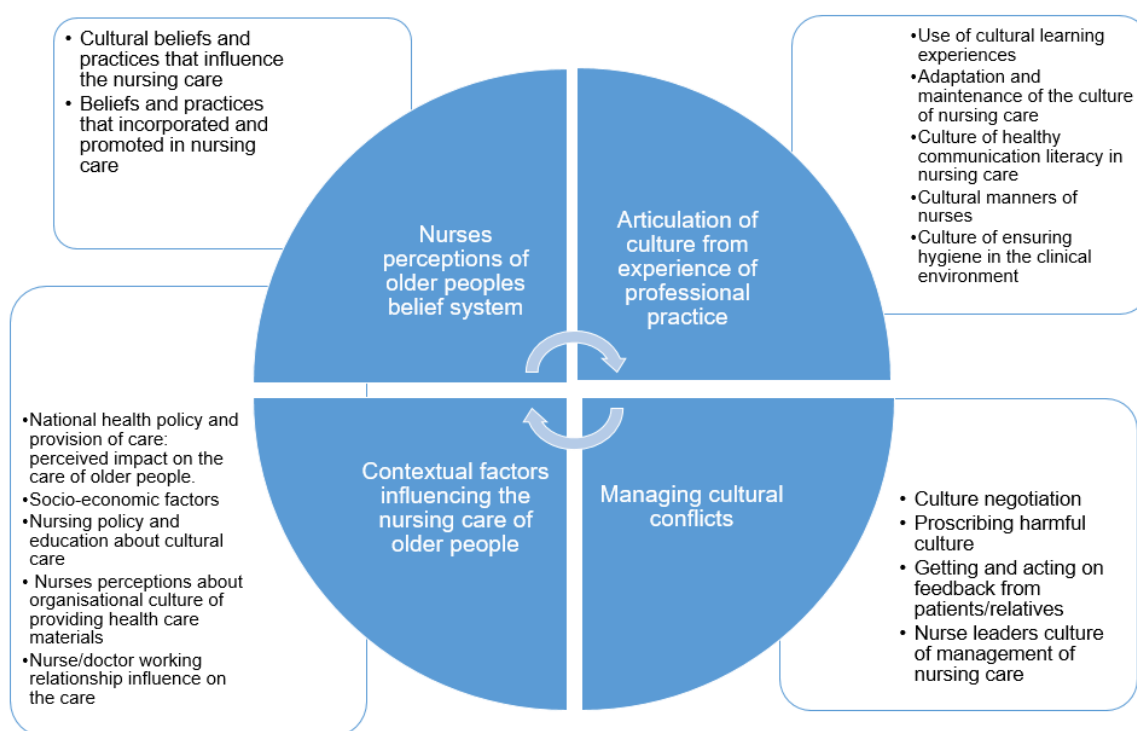 • Cultural beliefs and
practices that influence
the nursing care
• Beliefs and practices
that incorporated and
promoted in nursing
care
•Use of cultural learning
experiences
•Adaptation and
maintenance of the culture
of nursing care
•Culture of healthy
communication literacy in
nursing care
•Cultural manners of
nurses
•Culture of ensuring
hygiene in the clinical
environment
Nurses
perceptions of
older peoples
belief system
Articulation of
culture from
experience of
professional
practice
•National health policy and
provision of care:
perceived impact on the
care of older people.
•Socio-economic factors
•Nursing policy and
education about cultural
care
• Nurses perceptions about
organisational culture of
providing health care
materials
•Nurse/doctor working
relationship influence on
the care
Contextual factors
influencing the
nursing care of
older people
Managing cultural
conflicts
• Culture negotiation
• Proscribing harmful
culture
• Getting and acting on
feedback from
patients/relatives
• Nurse leaders culture
of management of
nursing care